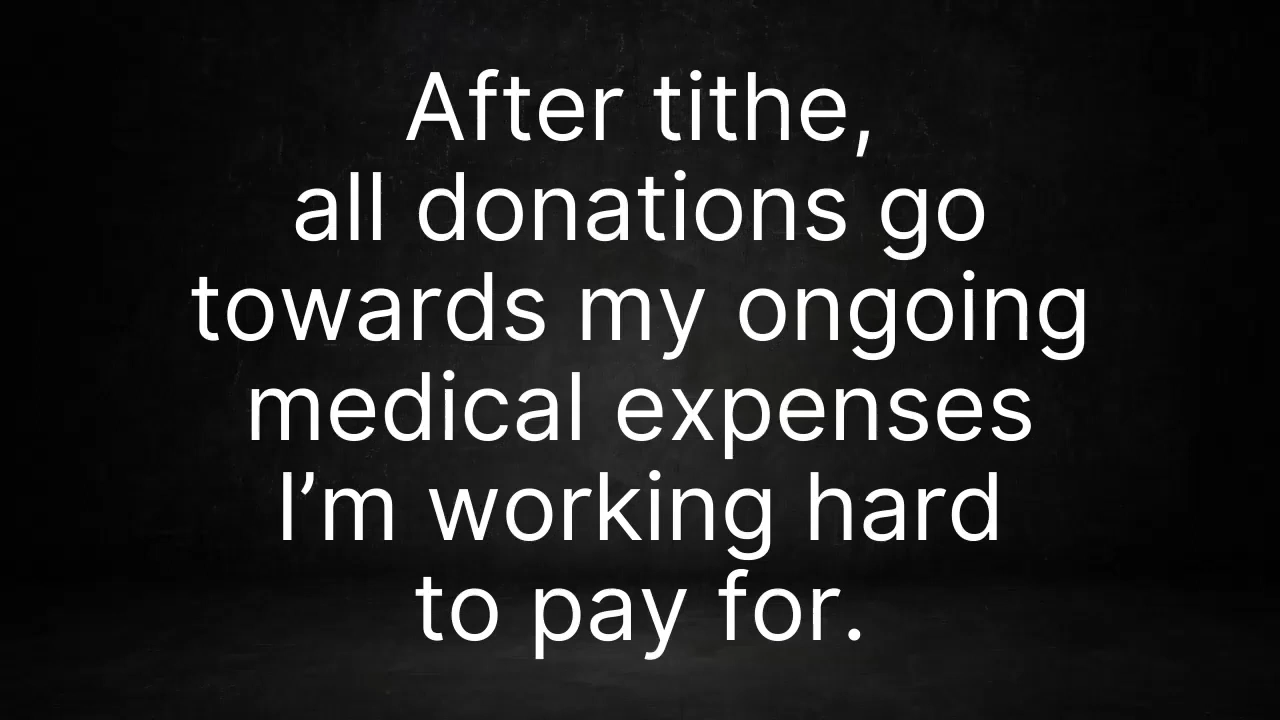 After tithe,
all donations go
towards my ongoing
medical expenses
I’m working hard
to pay for.